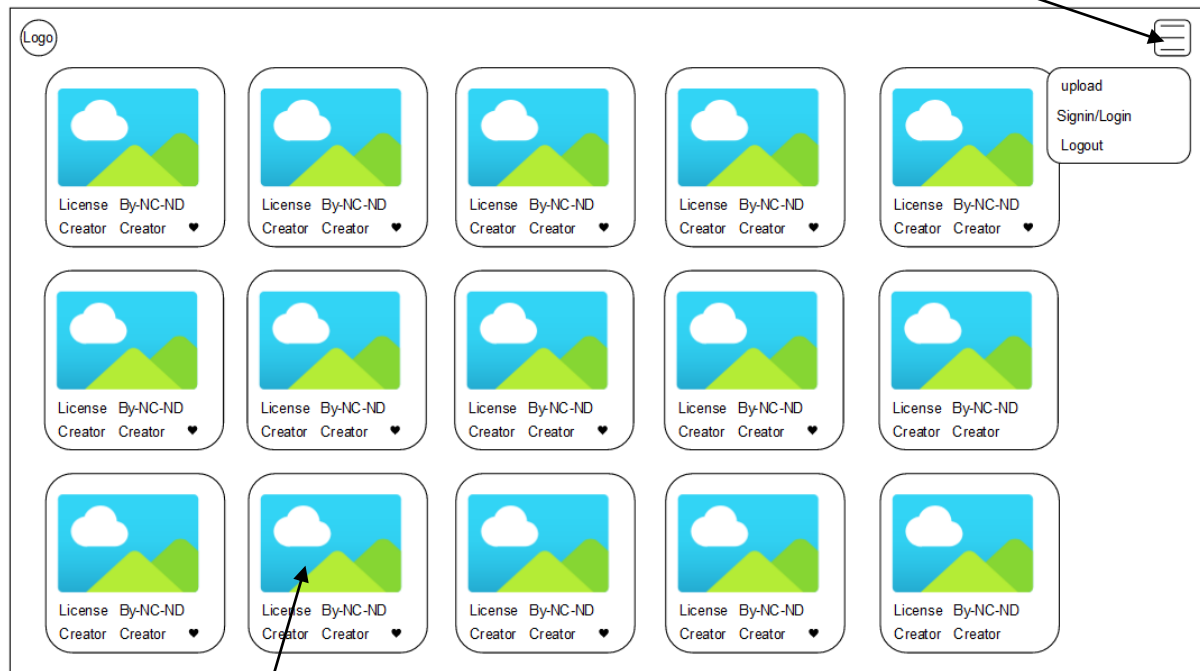 Logo
upload
Signin/Login
Logout
License By-NC-ND License By-NC-ND License By-NC-ND License By-NC-ND License By-NC-ND
Creator Creator ♥ Creator Creator ♥ Creator Creator ♥ Creator Creator ♥ Creator Creator ♥
License By-NC-ND License By-NC-ND License By-NC-ND License By-NC-ND License By-NC-ND
Creator Creator ♥ Creator Creator ♥ Creator Creator ♥ Creator Creator ♥ Creator Creator
License By-NC-ND License By-NC-ND License By-NC-ND License By-NC-ND License By-NC-ND
Creator Creator ♥ Creator Creator ♥ Creator Creator ♥ Creator Creator ♥ Creator Creator